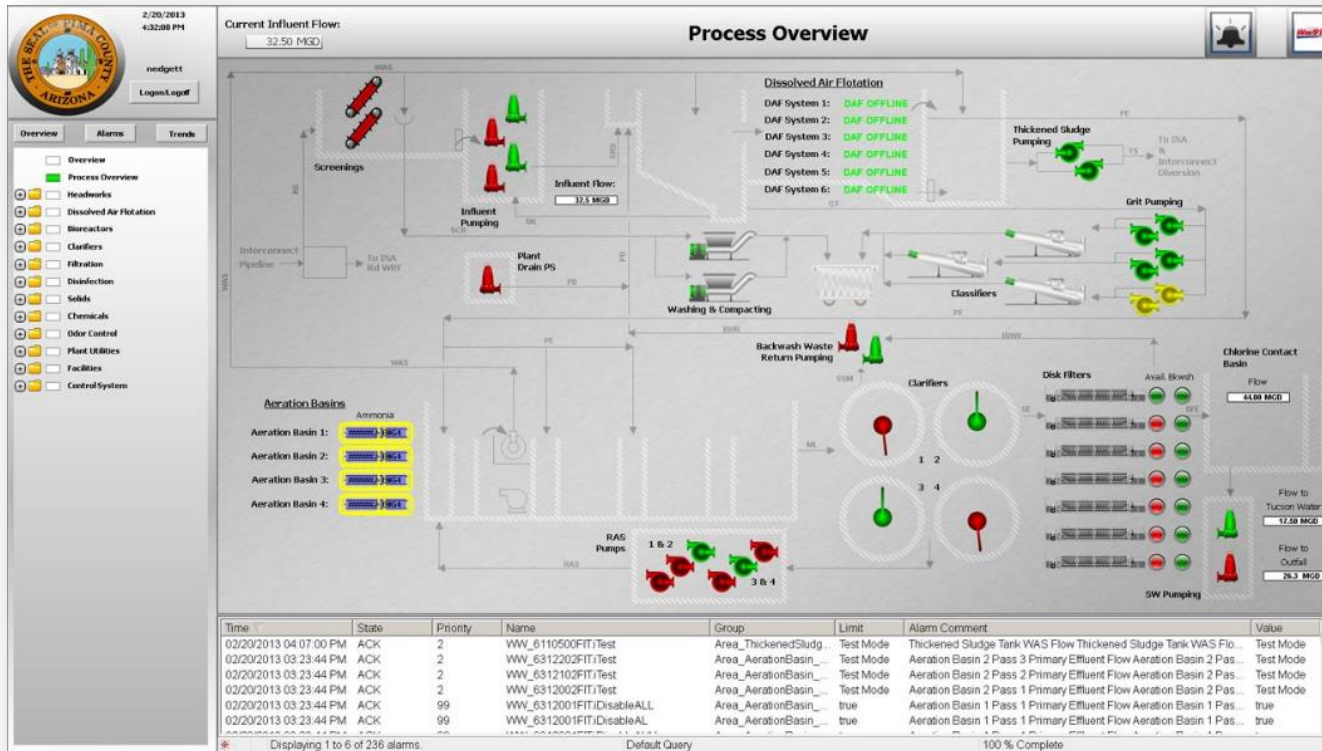 THE SEAL OF PIMA COUNTY
ARIZONA
2/20/2013
4:32:08 PM
nedgett
Logon/Logoff
Current Influent Flow:
32.50 MGD
Process Overview
Overview Alarms Trends
Overview
Process Overview
Headworks
Dissolved Air Flotation
Bioreactors
Clarifiers
Filtration
Disinfection
Solids
Chemicals
Odor Control
Plant Utilities
Facilities
Control System
WAS
Screenings
Influent
Pumping
Influent Flow:
32.5 MGD
Dissolved Air Flotation
DAF System 1: DAF OFFLINE
DAF System 2: DAF OFFLINE
DAF System 3: DAF OFFLINE
DAF System 4: DAF OFFLINE
DAF System 5: DAF OFFLINE
DAF System 6: DAF OFFLINE
PE
Thickened Sludge
Pumping
TS
To INA
&
Interconnect
Diversion
Grit Pumping
SCR
Interconnect
Pipeline
To INA
Rd WRF
Plant
Drain PS
PD
PD
Washing & Compacting
Classifiers
PE
Backwash Waste
Return Pumping
WAS
WAS
PE
Chlorine Contact
Basin
Flow
44.00 MGD
Aeration Basins
Ammonia
Aeration Basin 1:
Aeration Basin 2:
Aeration Basin 3:
Aeration Basin 4:
ML
Clarifiers
1 2
3 4
SE
Disk Filters
Avail. Bkwsh
Flow to
Tucson Water
17.50 MGD
Flow to
Outfall
26.3 MGD
SW Pumping
RAS
Pumps
1 & 2
3 & 4
RAS
Time State Priority Name Group Limit Alarm Comment Value
02/20/2013 04:07:00 PM ACK 2 WW_6110500FIT:Test Area_ThickenedSludg... Test Mode Thickened Sludge Tank WAS Flow Thickened Sludge Tank WAS Flo... Test Mode
02/20/2013 03:23:44 PM ACK 2 WW_6312202FIT:Test Area_AerationBasin_... Test Mode Aeration Basin 2 Pass 3 Primary Effluent Flow Aeration Basin 2 Pas... Test Mode
02/20/2013 03:23:44 PM ACK 2 WW_6312102FIT:Test Area_AerationBasin_... Test Mode Aeration Basin 2 Pass 2 Primary Effluent Flow Aeration Basin 2 Pas... Test Mode
02/20/2013 03:23:44 PM ACK 2 WW_6312002FIT:Test Area_AerationBasin_... Test Mode Aeration Basin 2 Pass 1 Primary Effluent Flow Aeration Basin 2 Pas... Test Mode
02/20/2013 03:23:44 PM ACK 99 WW_6312001FIT:DisableALL Area_AerationBasin_... true Aeration Basin 1 Pass 1 Primary Effluent Flow Aeration Basin 1 Pas... true
02/20/2013 03:23:44 PM ACK 99 WW_6312001FIT:DisableAL Area_AerationBasin_... true Aeration Basin 1 Pass 1 Primary Effluent Flow Aeration Basin 1 Pas... true
Displaying 1 to 6 of 236 alarms. Default Query 100 % Complete